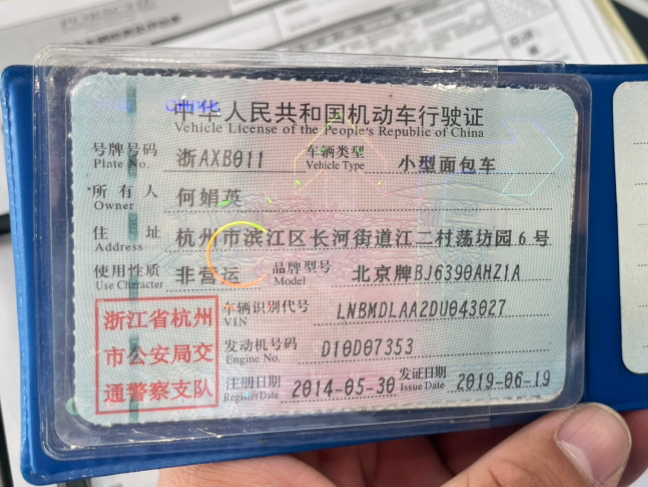 中华人民共和国机动车行驶证
Vehicle License of the People's Republic of China
号牌号码 浙AXB011 车辆类型 小型面包车
Plate No. Vehicle Type
所有人 何娟英
Owner
住址 杭州市滨江区长河街道江二村荡坊园6号
Address
使用性质 非营运 品牌型号 北京牌BJ6390AHZ1A
Use Character Model
浙江省杭州
市公安局交
通警察支队
车辆识别代号 LNBMDLAA2DU043027
VIN
发动机号码 D10D07353
Engine No.
注册日期 2014-05-30 发证日期 2019-06-19
Register Date Issue Date